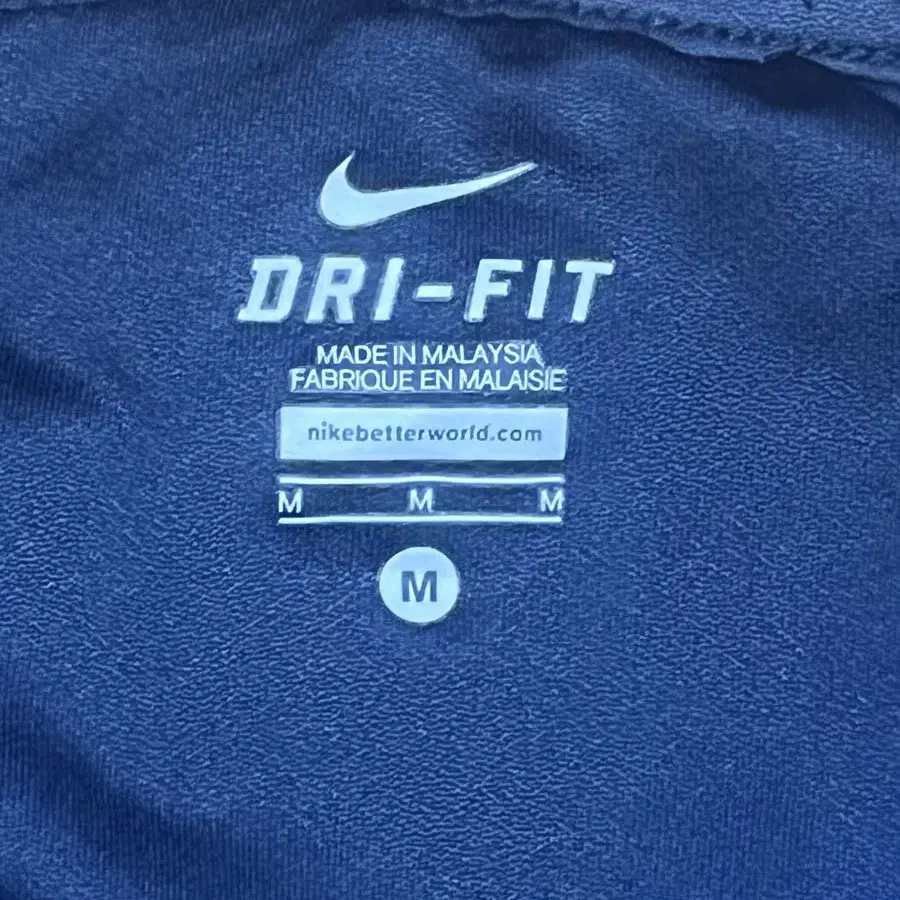 DRI-FIT
MADE IN MALAYSIA
FABRIQUE EN MALAISIE
nikebetterworld.com
M M M
M